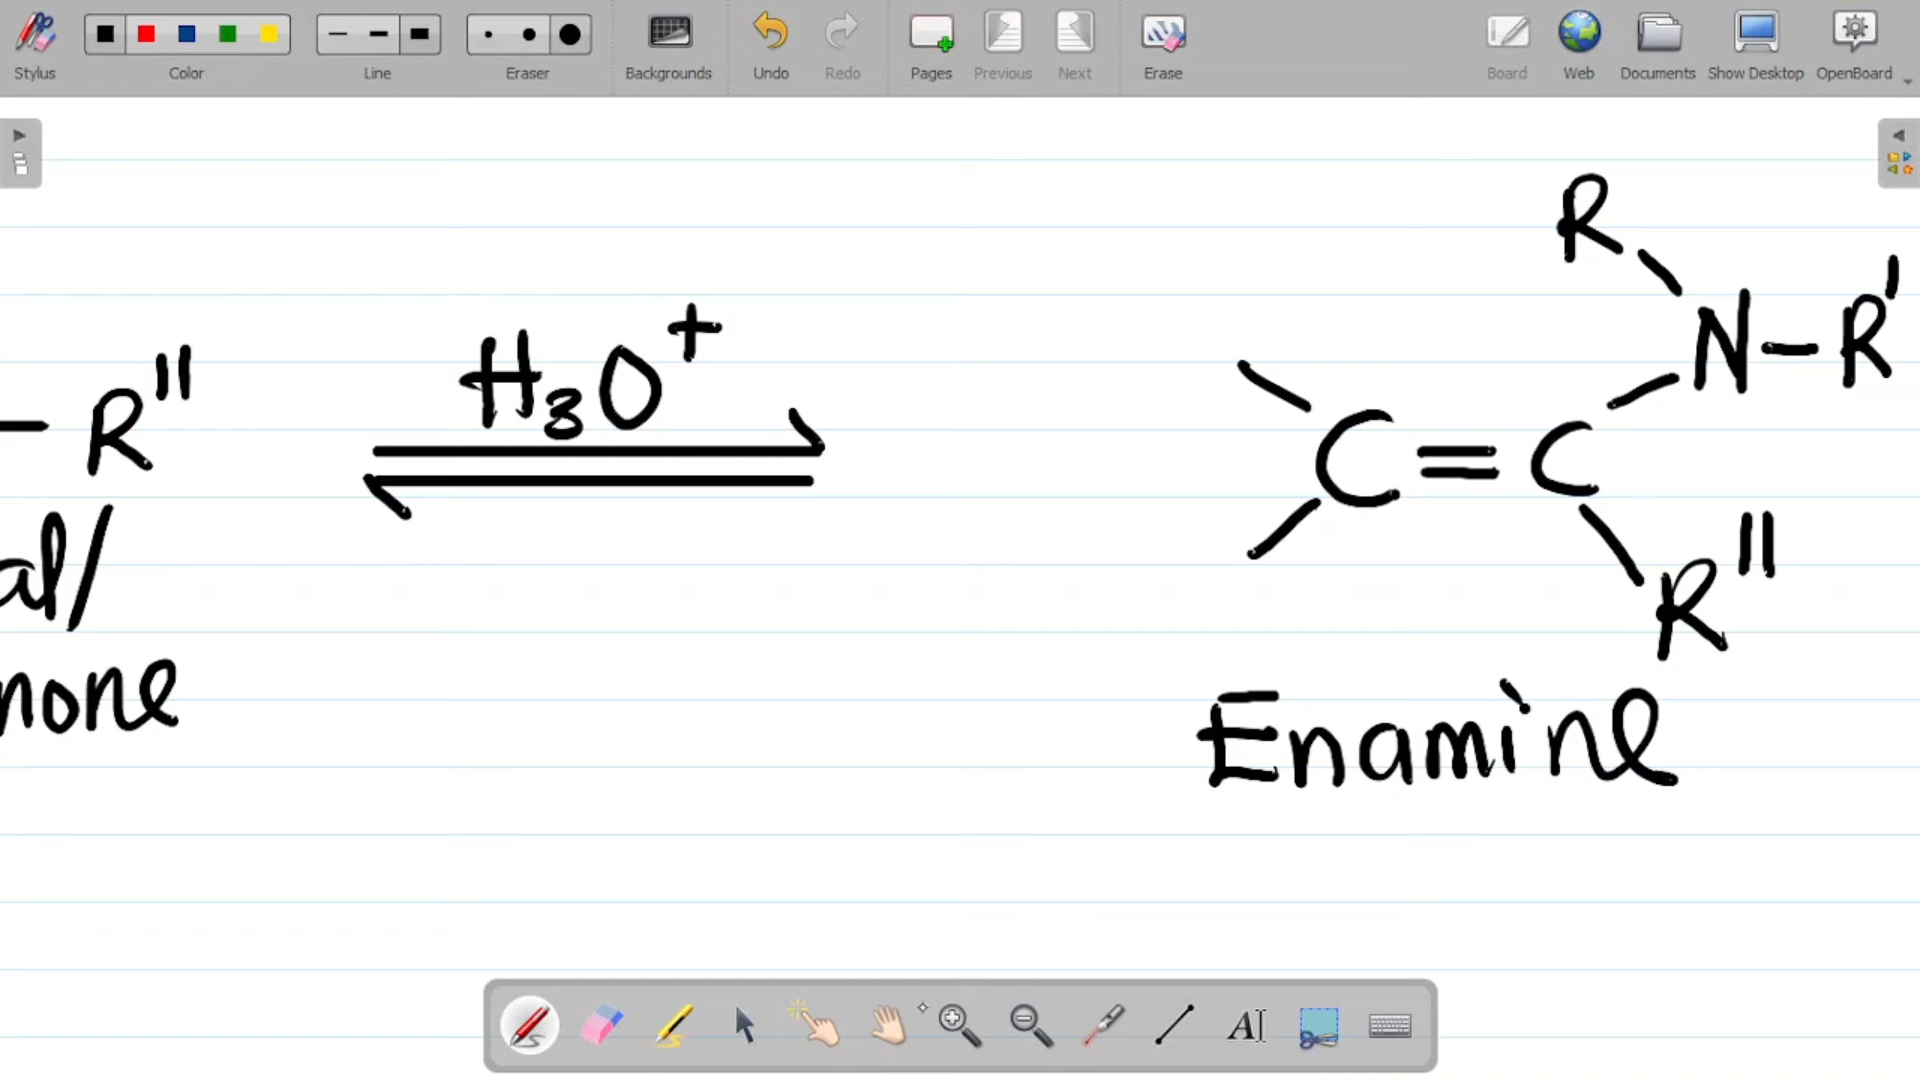 Stylus Color Line Eraser Backgrounds Undo Redo Pages Previous Next Erase Board Web Documents Show Desktop OpenBoard
R
N-R'
H₃O⁺
- R"
C=C
R"
al/
none
Enamine